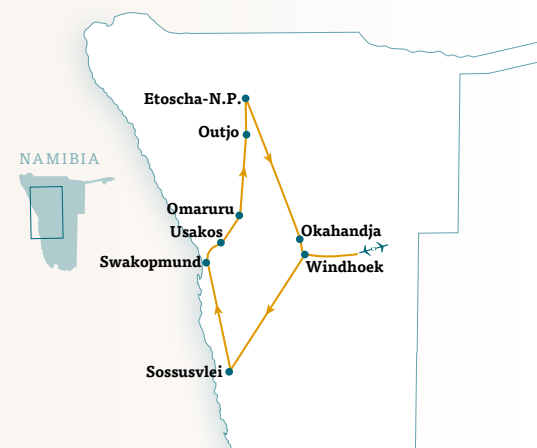 Etoscha-N.P.
Outjo
NAMIBIA
Omaruru
Usakos
Okahandja
Swakopmund
Windhoek
Sossusvlei